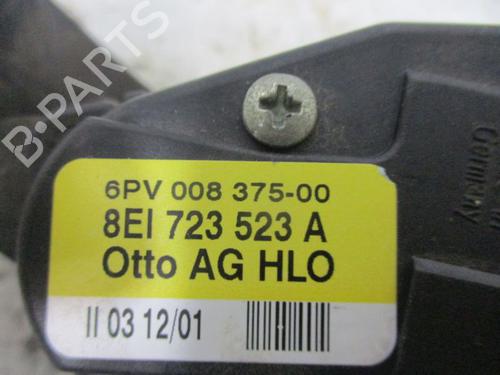 B-PARTS
6PV 008 375-00
8EI 723 523 A
Otto AG HLO
II 03 12/01
Germany